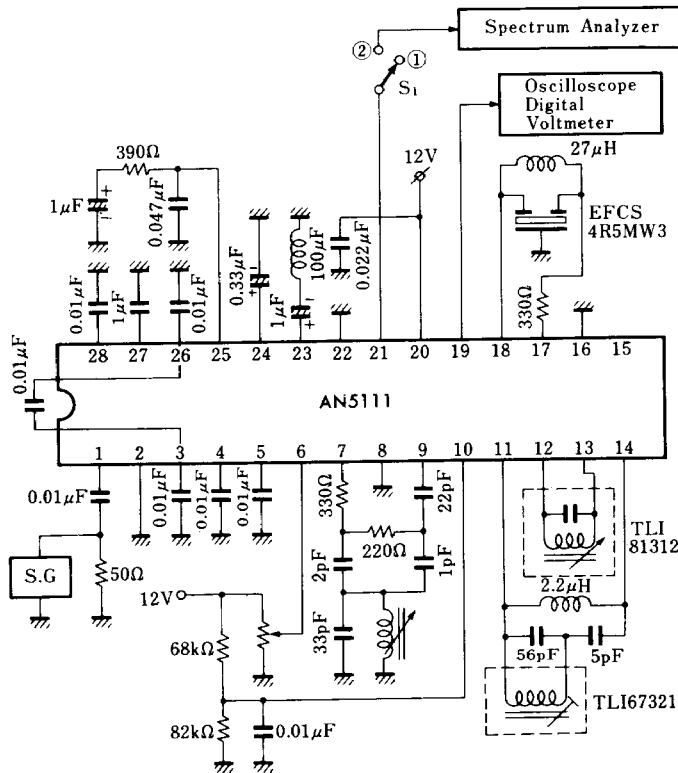 Spectrum Analyzer
②
①
S1
Oscilloscope
Digital
Voltmeter
390Ω
12V
27μH
1μF
+
−
0.047μF
EFCS
4R5MW3
0.33μF
−
+
100μF
0.022μF
0.01μF
1μF
0.01μF
1μF
−
+
330Ω
28 27 26 25 24 23 22 21 20 19 18 17 16 15
0.01μF
AN5111
1 2 3 4 5 6 7 8 9 10 11 12 13 14
0.01μF
0.01μF
0.01μF
0.01μF
330Ω
22pF
S.G
50Ω
220Ω
2pF
1pF
TLI
81312
12V
33pF
2.2μH
68kΩ
56pF
5pF
82kΩ
0.01μF
TLI67321